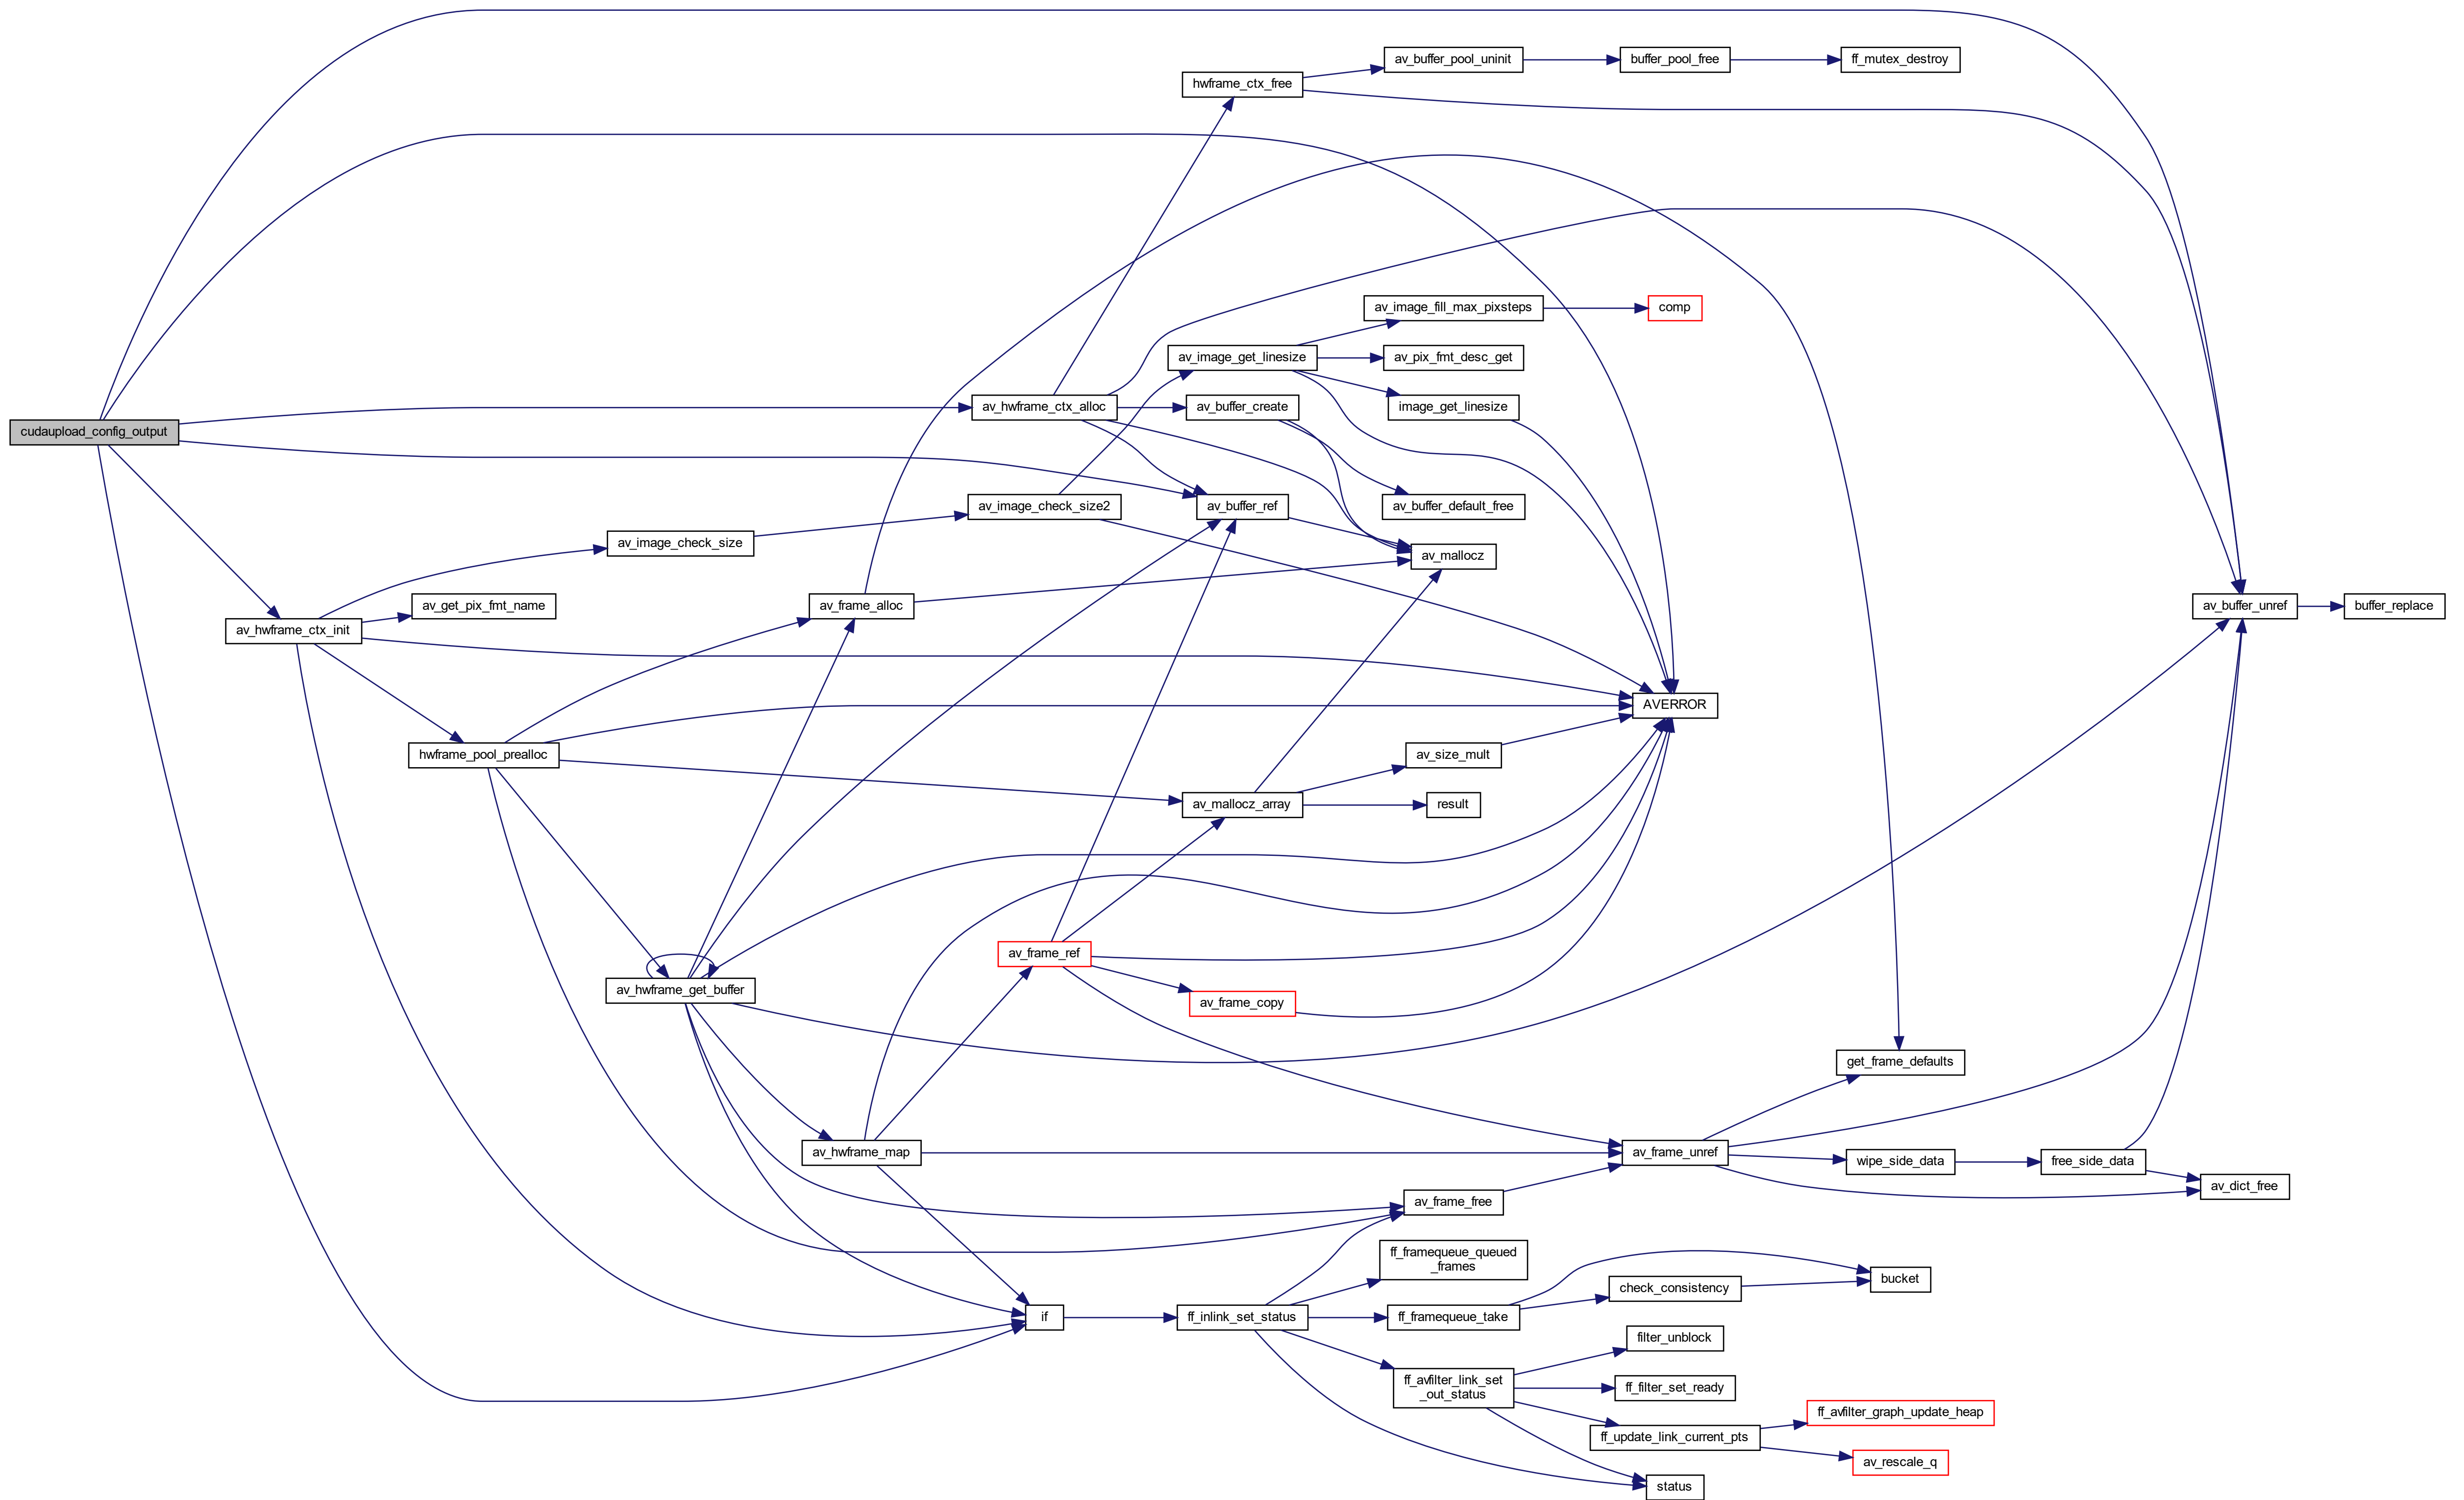 av_buffer_pool_uninit
buffer_pool_free
ff_mutex_destroy
hwframe_ctx_free
av_image_fill_max_pixsteps
comp
av_image_get_linesize
av_pix_fmt_desc_get
av_hwframe_ctx_alloc
av_buffer_create
image_get_linesize
cudaupload_config_output
av_image_check_size2
av_buffer_ref
av_buffer_default_free
av_image_check_size
av_mallocz
av_get_pix_fmt_name
av_frame_alloc
av_buffer_unref
buffer_replace
av_hwframe_ctx_init
AVERROR
hwframe_pool_prealloc
av_size_mult
av_mallocz_array
result
av_frame_ref
av_hwframe_get_buffer
av_frame_copy
get_frame_defaults
av_hwframe_map
av_frame_unref
wipe_side_data
free_side_data
av_dict_free
av_frame_free
ff_framequeue_queued
_frames
bucket
check_consistency
if
ff_inlink_set_status
ff_framequeue_take
filter_unblock
ff_avfilter_link_set
_out_status
ff_filter_set_ready
ff_avfilter_graph_update_heap
ff_update_link_current_pts
av_rescale_q
status